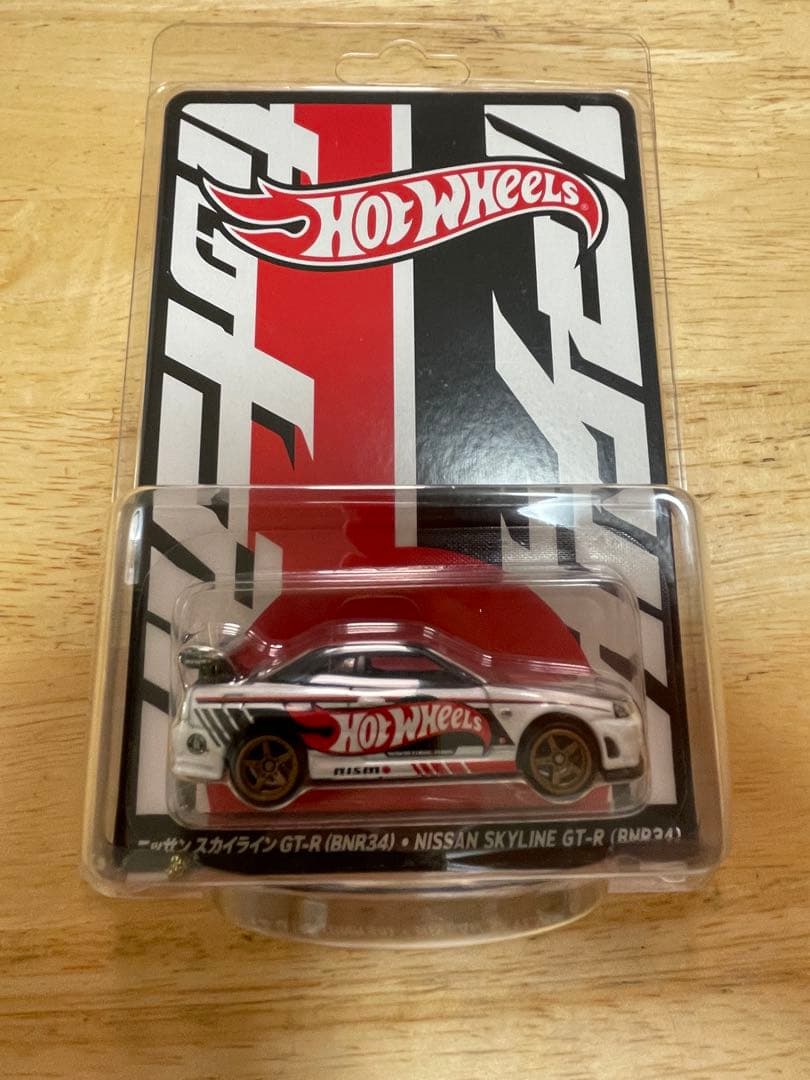 HOT WHEELS®
HOT WHEELS
nismo
ニッサン スカイライン GT-R (BNR34) • NISSAN SKYLINE GT-R (BNR34)